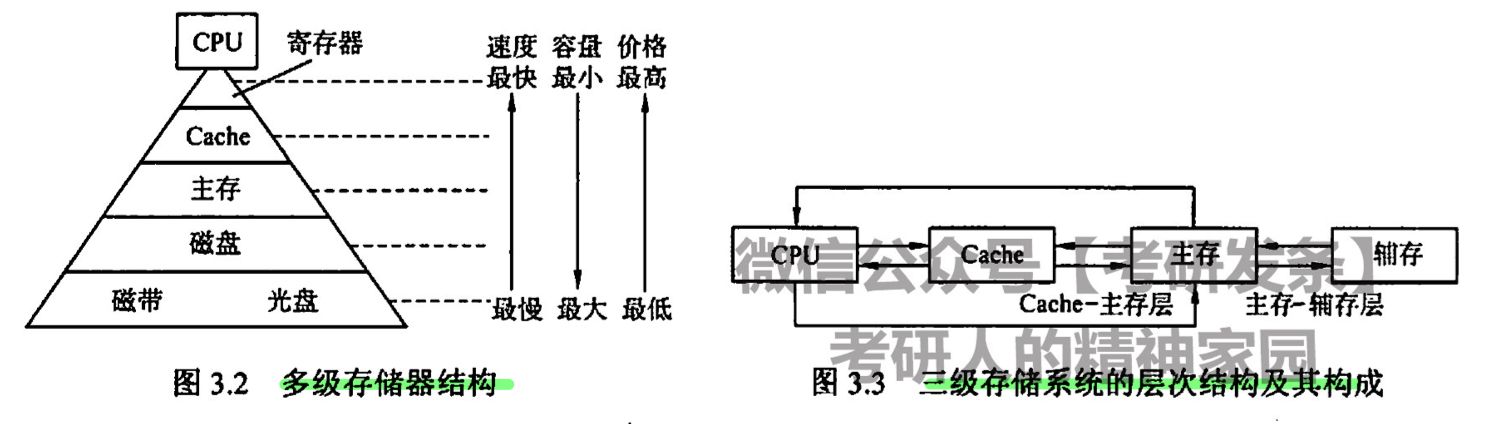 CPU
寄存器
速度 容量 价格
最快 最小 最高
Cache
主存
磁盘
磁带 光盘
最慢 最大 最低
图 3.2 多级存储器结构
CPU
Cache
主存
辅存
Cache-主存层
主存-辅存层
微信公众号【考研发条】
考研人的精神家园
图 3.3 三级存储系统的层次结构及其构成